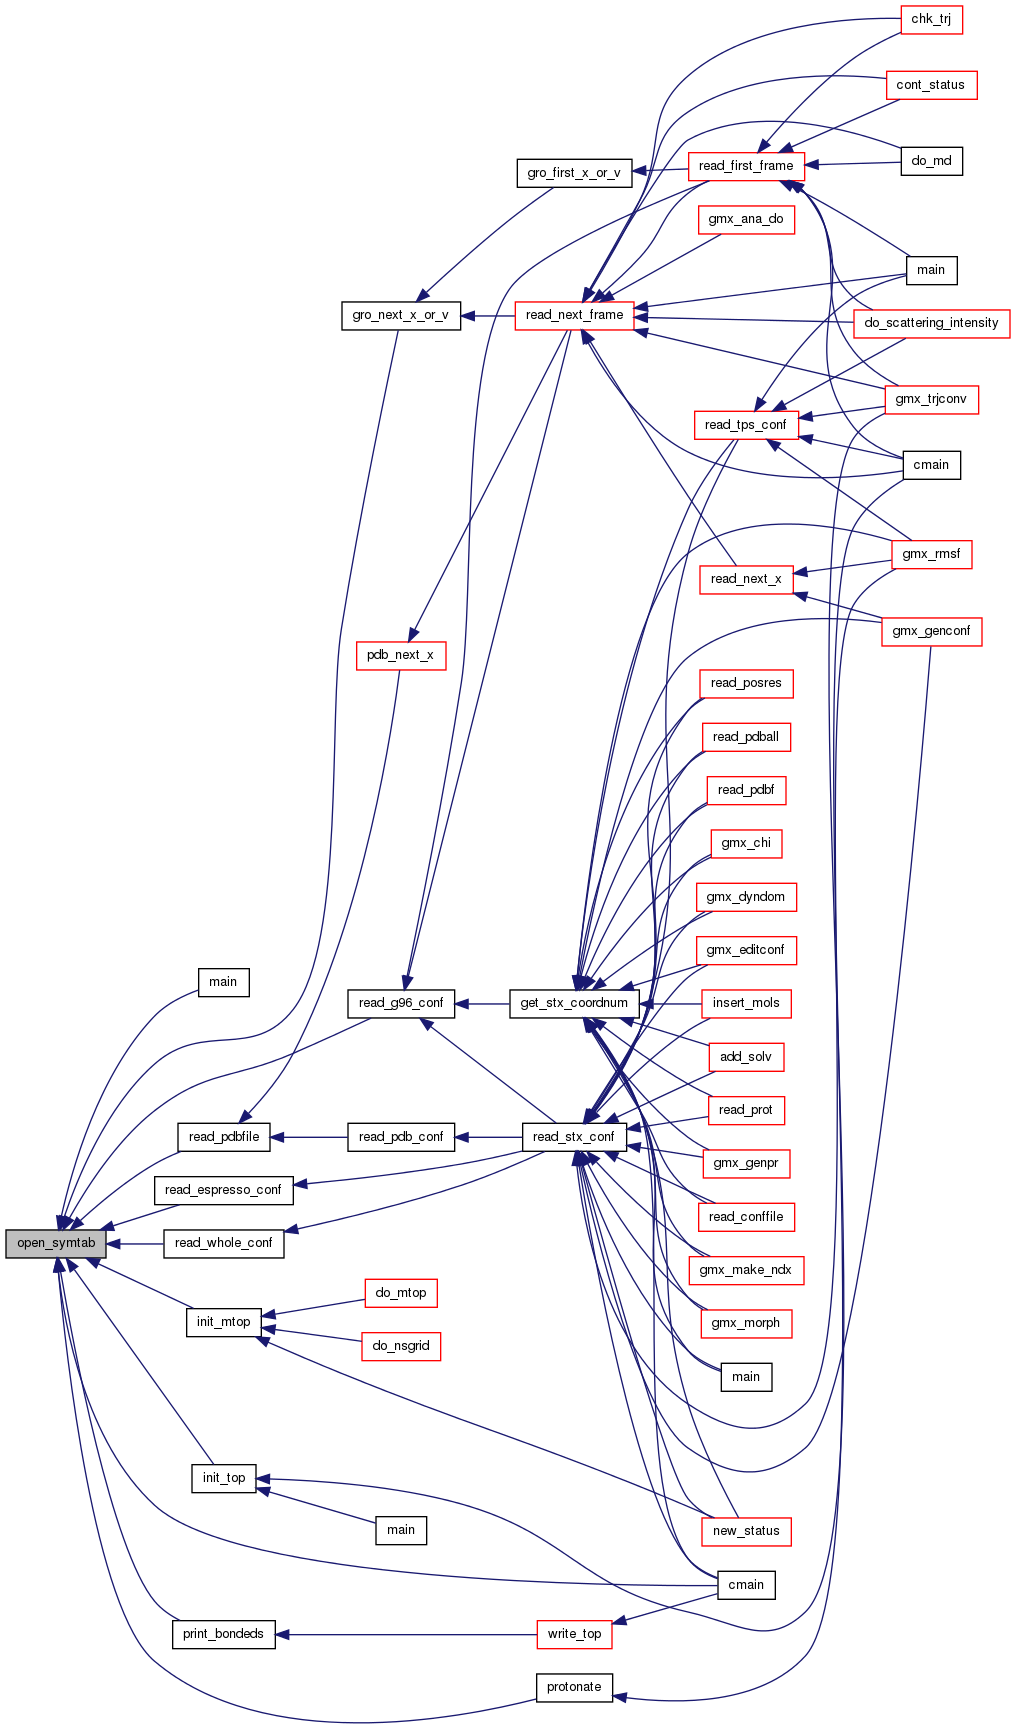 chk_trj
cont_status
do_md
gro_first_x_or_v
read_first_frame
gmx_ana_do
main
gro_next_x_or_v
read_next_frame
do_scattering_intensity
gmx_trjconv
read_tps_conf
cmain
gmx_rmsf
read_next_x
gmx_genconf
pdb_next_x
read_posres
read_pdball
read_pdbf
gmx_chi
gmx_dyndom
gmx_editconf
main
read_g96_conf
get_stx_coordnum
insert_mols
add_solv
read_prot
read_pdbfile
read_pdb_conf
read_stx_conf
gmx_genpr
read_espresso_conf
read_conffile
open_symtab
read_whole_conf
gmx_make_ndx
do_mtop
init_mtop
gmx_morph
do_nsgrid
main
init_top
main
new_status
cmain
print_bondeds
write_top
protonate